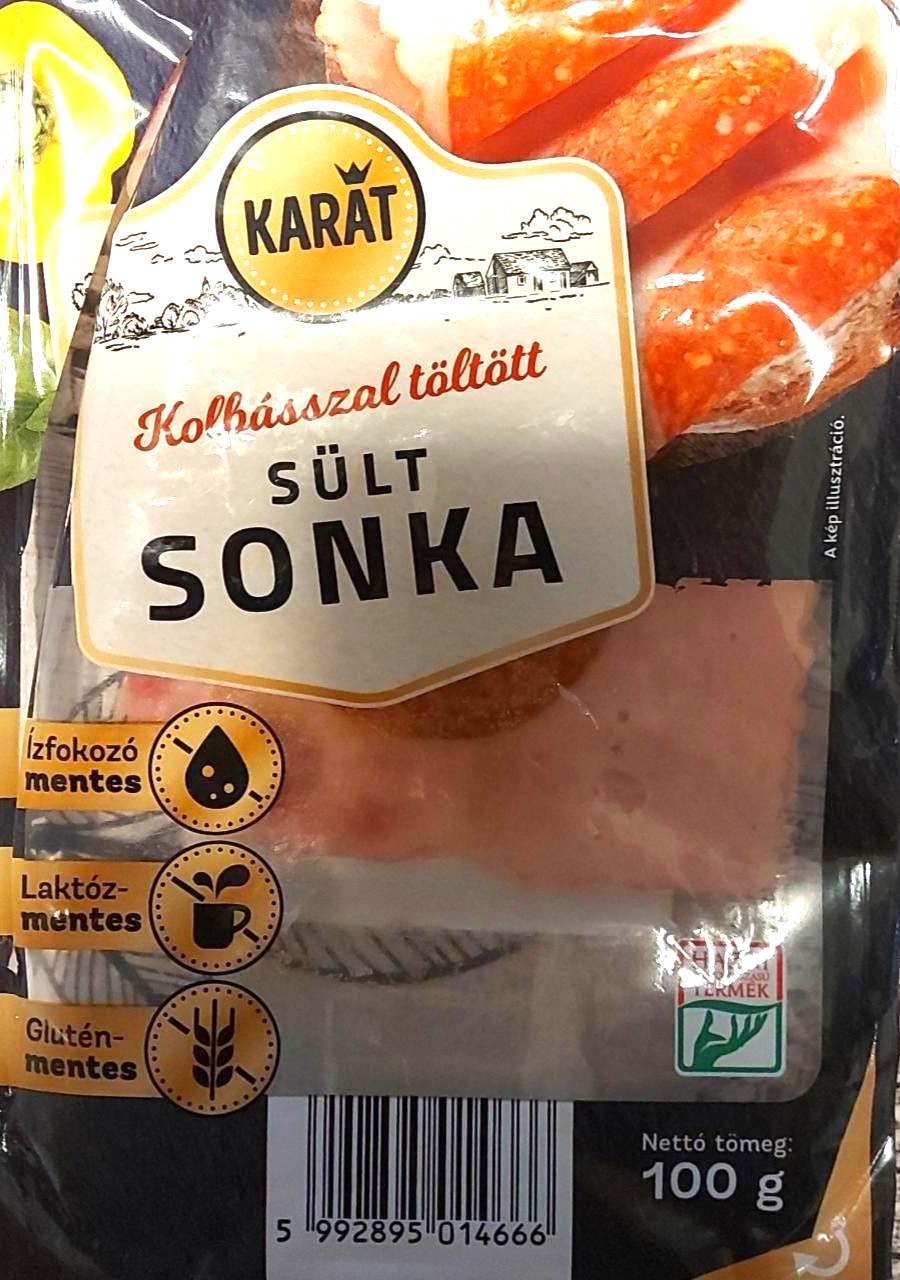 KARÁT
Kolbásszal töltött
SÜLT
SONKA
A kép illusztráció.
Ízfokozó
mentes
Laktóz-
mentes
Glutén-
mentes
HAZAI
TERMÉK
Nettó tömeg:
100 g
5 992895 014666